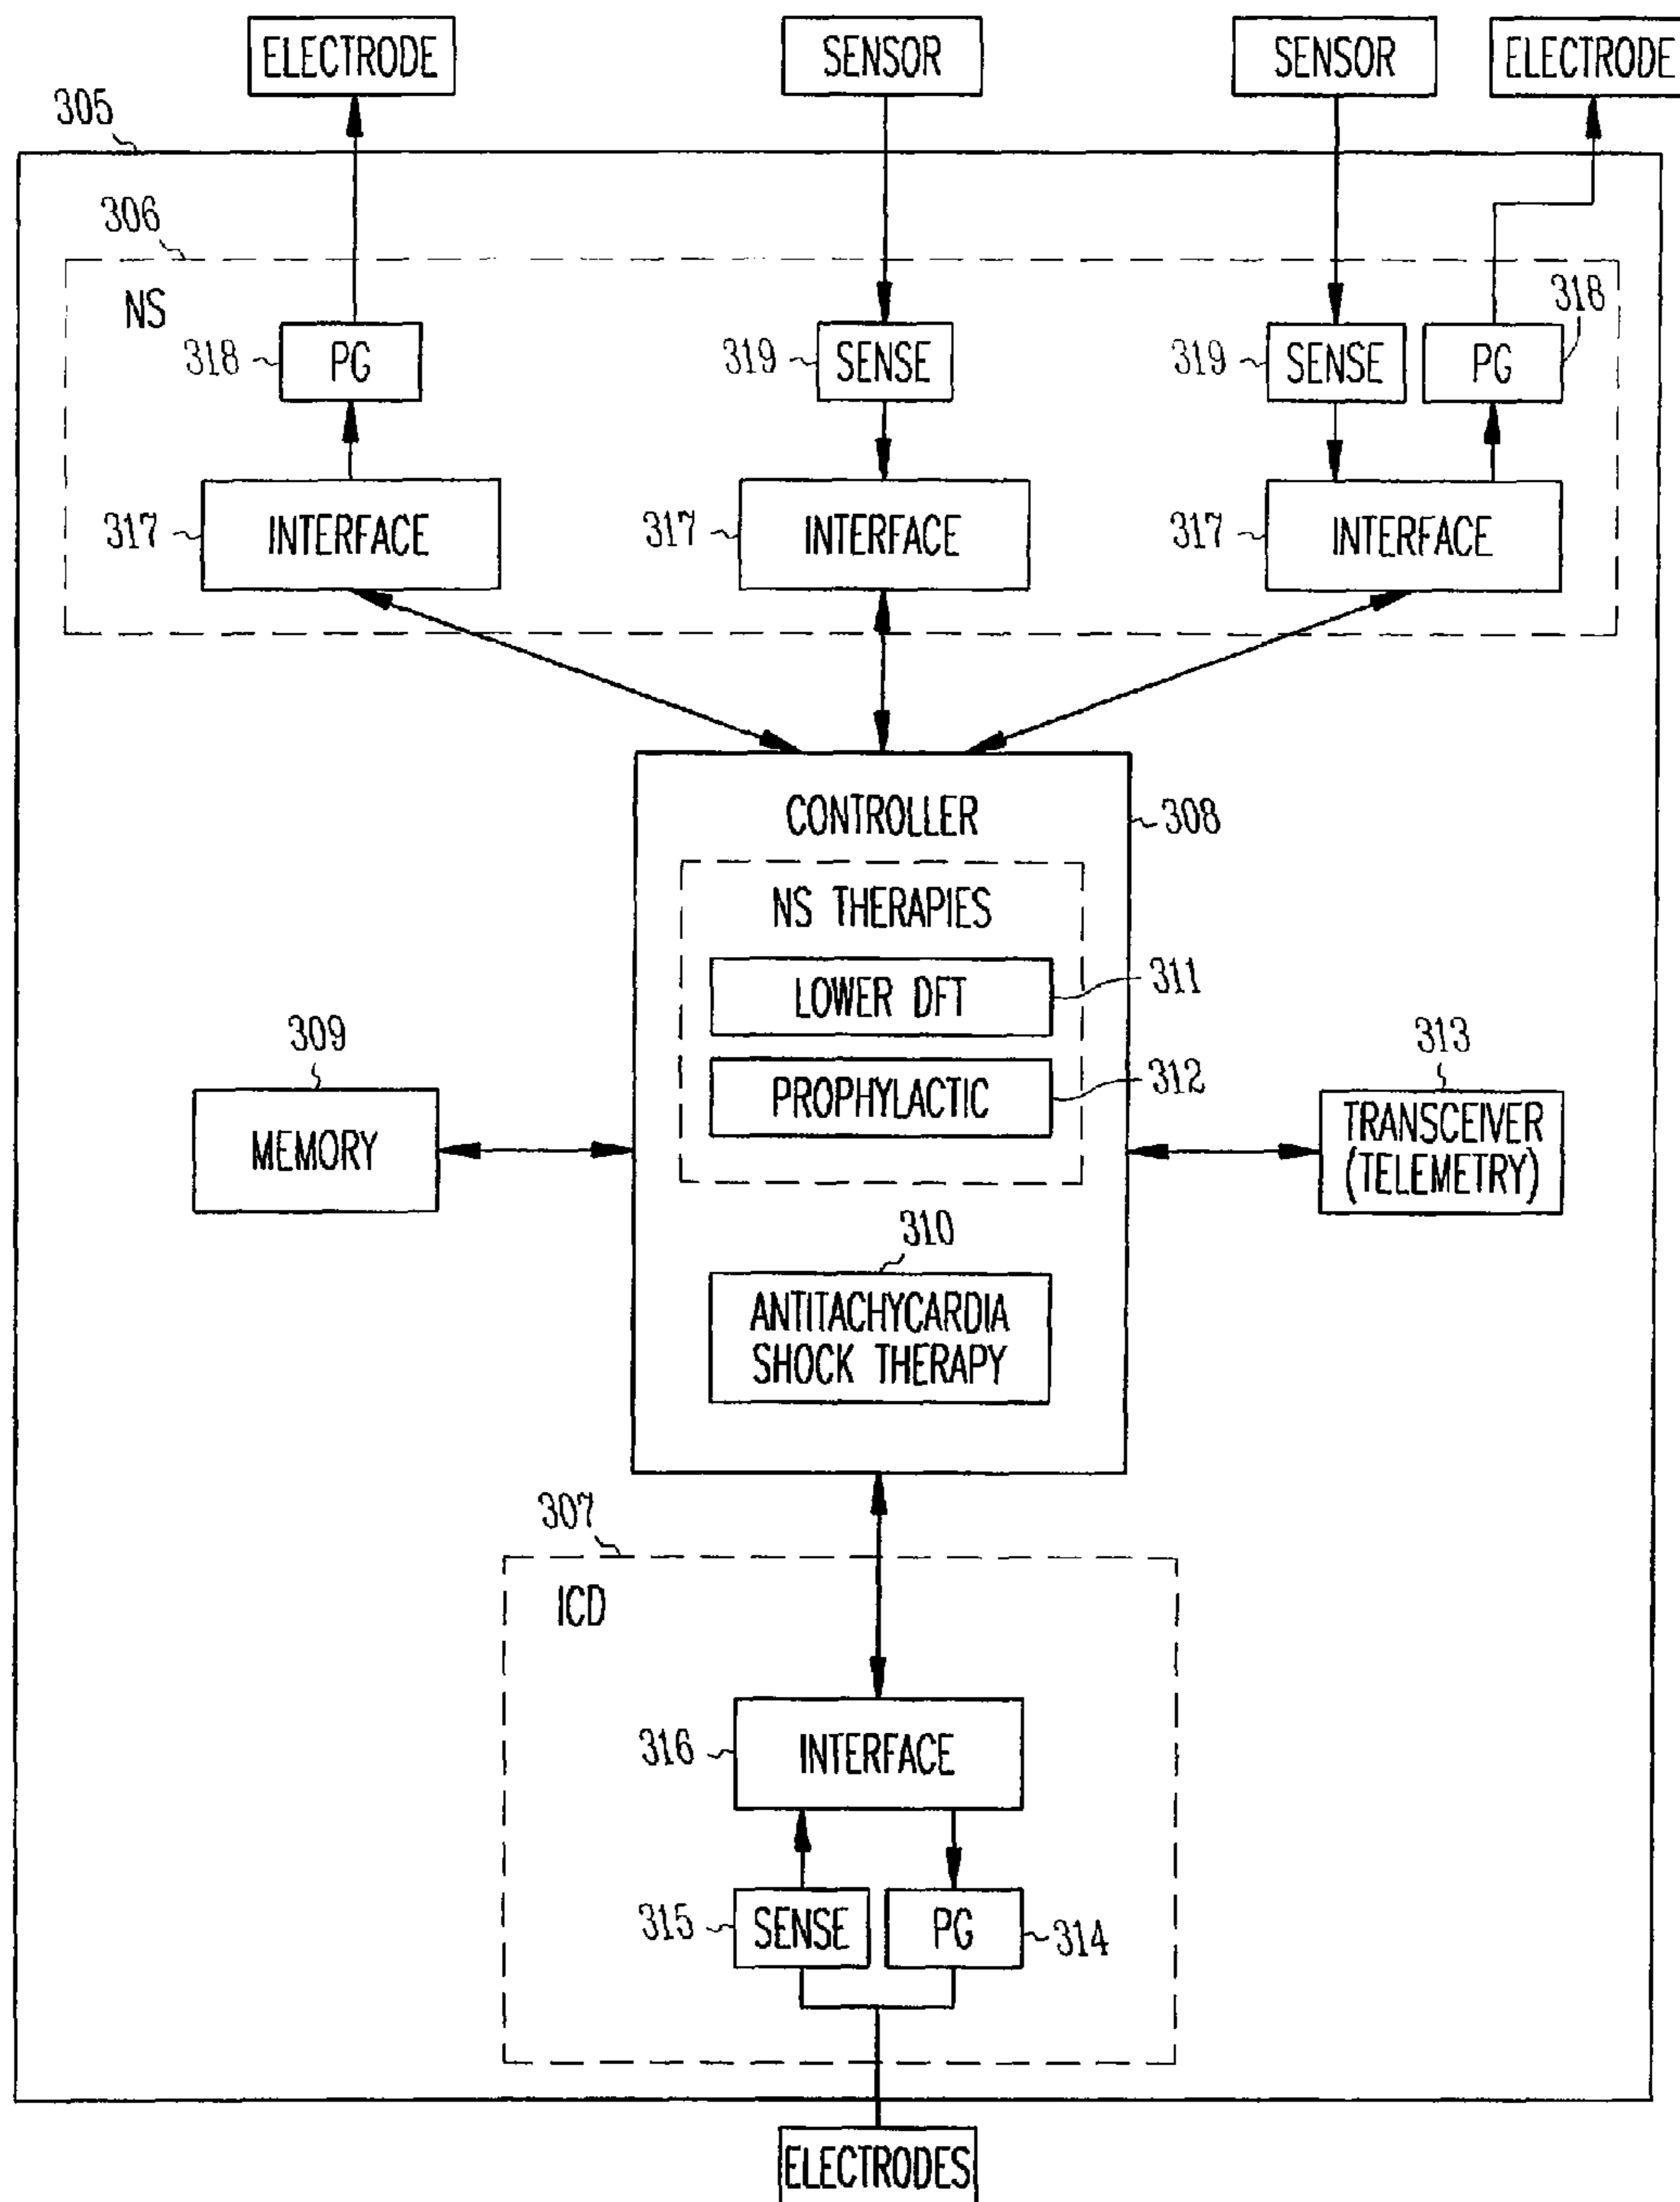 ELECTRODE
SENSOR
SENSOR
ELECTRODE
305
306
NS
318
PG
319
SENSE
319
SENSE
PG
318
317
INTERFACE
317
INTERFACE
317
INTERFACE
CONTROLLER
308
NS THERAPIES
LOWER DFT
311
PROPHYLACTIC
312
309
MEMORY
313
TRANSCEIVER
(TELEMETRY)
310
ANTITACHYCARDIA
SHOCK THERAPY
307
ICD
316
INTERFACE
315
SENSE
PG
314
ELECTRODES